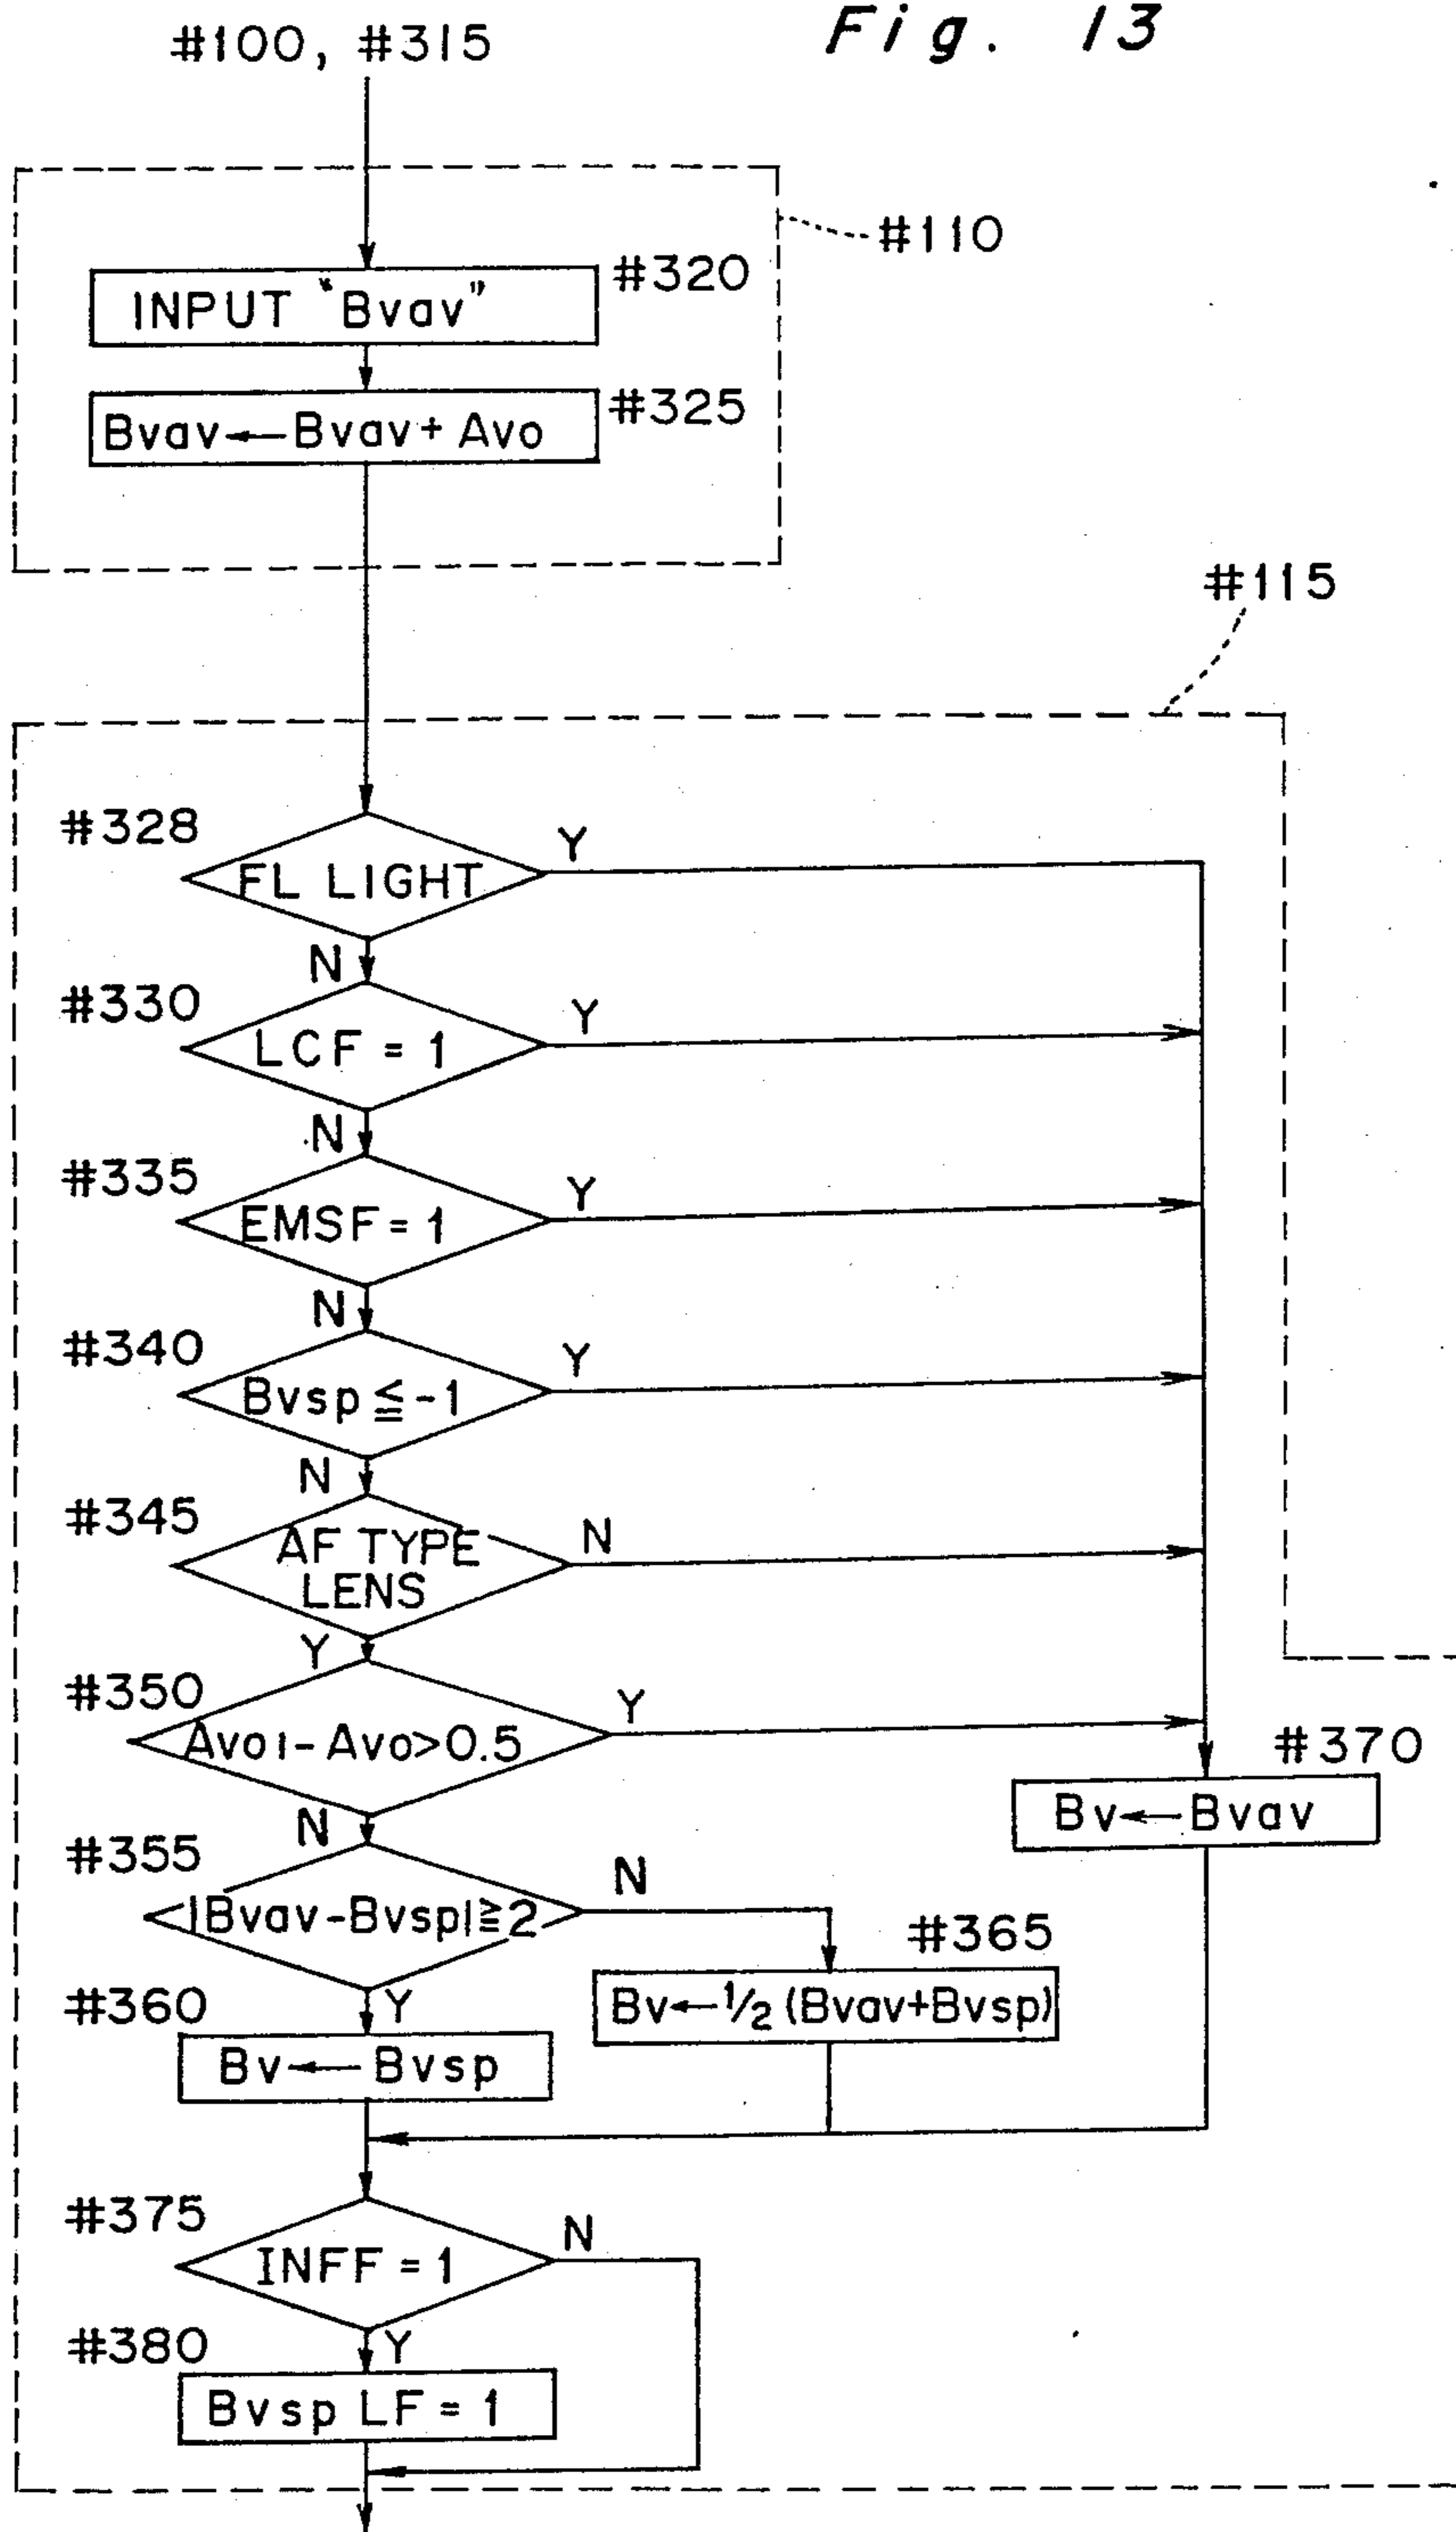 Fig. 13
#100, #315
#110
#320
INPUT "Bvav"
#325
Bvav←Bvav+Avo
#115
#328
FL LIGHT
Y
N
#330
LCF = 1
Y
N
#335
EMSF = 1
Y
N
#340
Bvsp ≦ -1
Y
N
#345
AF TYPE
LENS
N
Y
#350
Avo1 - Avo>0.5
Y
N
#370
Bv←Bvav
#355
|Bvav-Bvsp|≧2
N
Y
#365
Bv←1/2 (Bvav+Bvsp)
#360
Bv←Bvsp
#375
INFF = 1
N
Y
#380
Bvsp LF = 1